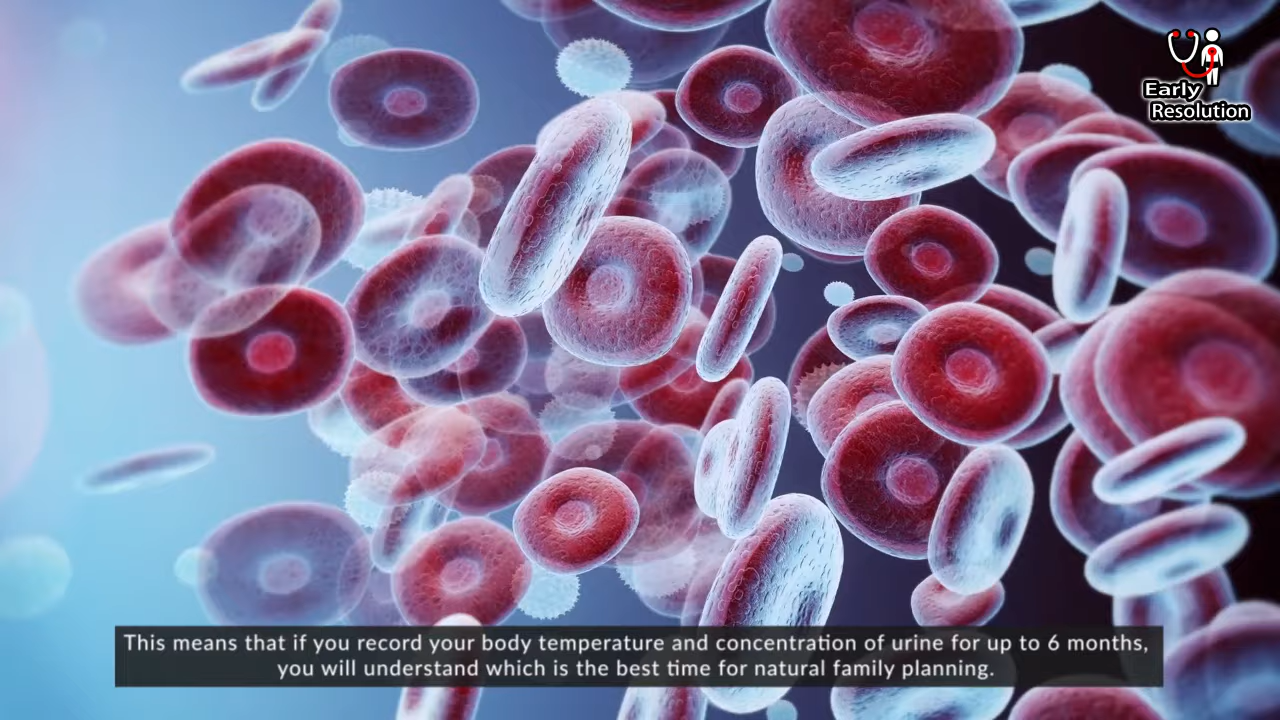 Early
Resolution
This means that if you record your body temperature and concentration of urine for up to 6 months,
you will understand which is the best time for natural family planning.